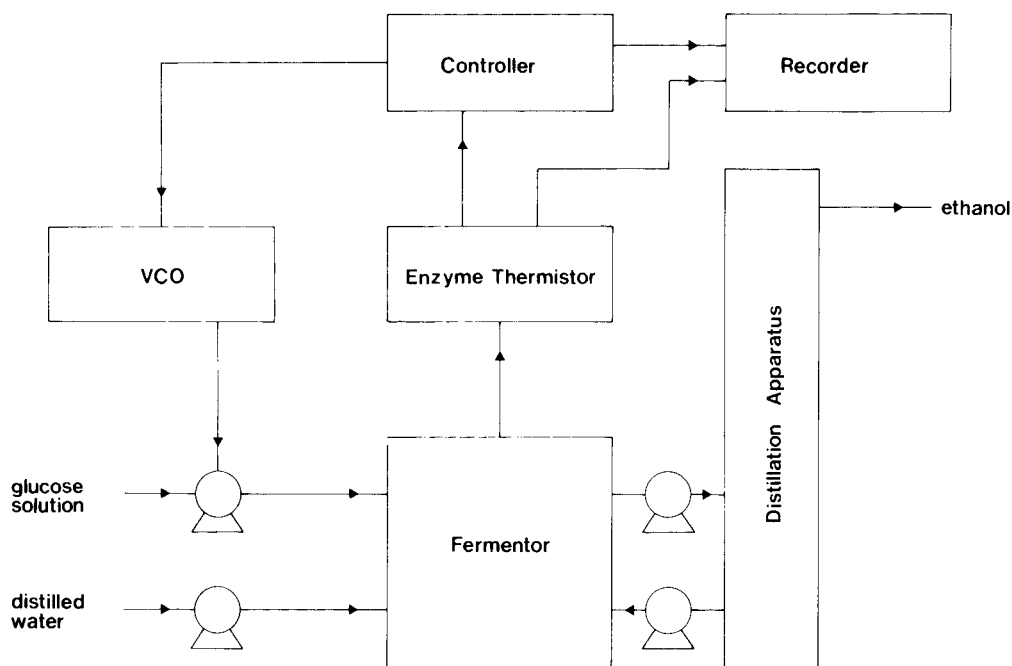 Controller
Recorder
ethanol
VCO
Enzyme Thermistor
Distillation Apparatus
glucose
solution
Fermentor
distilled
water